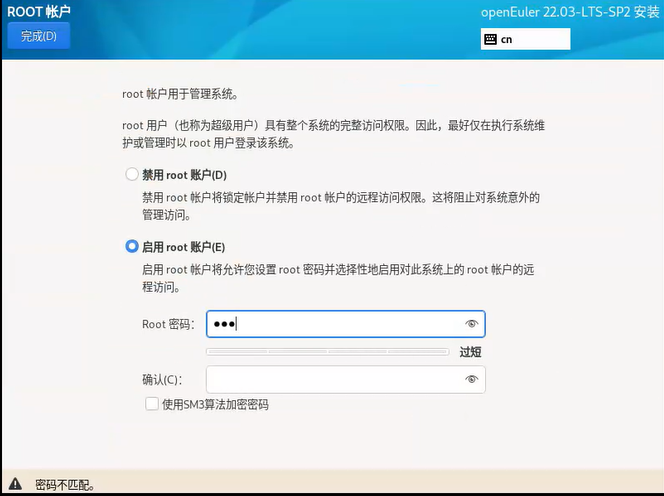 ROOT 帐户
openEuler 22.03-LTS-SP2 安装
完成(D)
cn
root 帐户用于管理系统。
root 用户（也称为超级用户）具有整个系统的完整访问权限。因此，最好仅在执行系统维
护或管理时以 root 用户登录该系统。
禁用 root 账户(D)
禁用 root 帐户将锁定帐户并禁用 root 帐户的远程访问权限。这将阻止对系统意外的
管理访问。
启用 root 账户(E)
启用 root 帐户将允许您设置 root 密码并选择性地启用对此系统上的 root 帐户的远
程访问。
Root 密码：
●●●
过短
确认(C)：
使用SM3算法加密密码
密码不匹配。